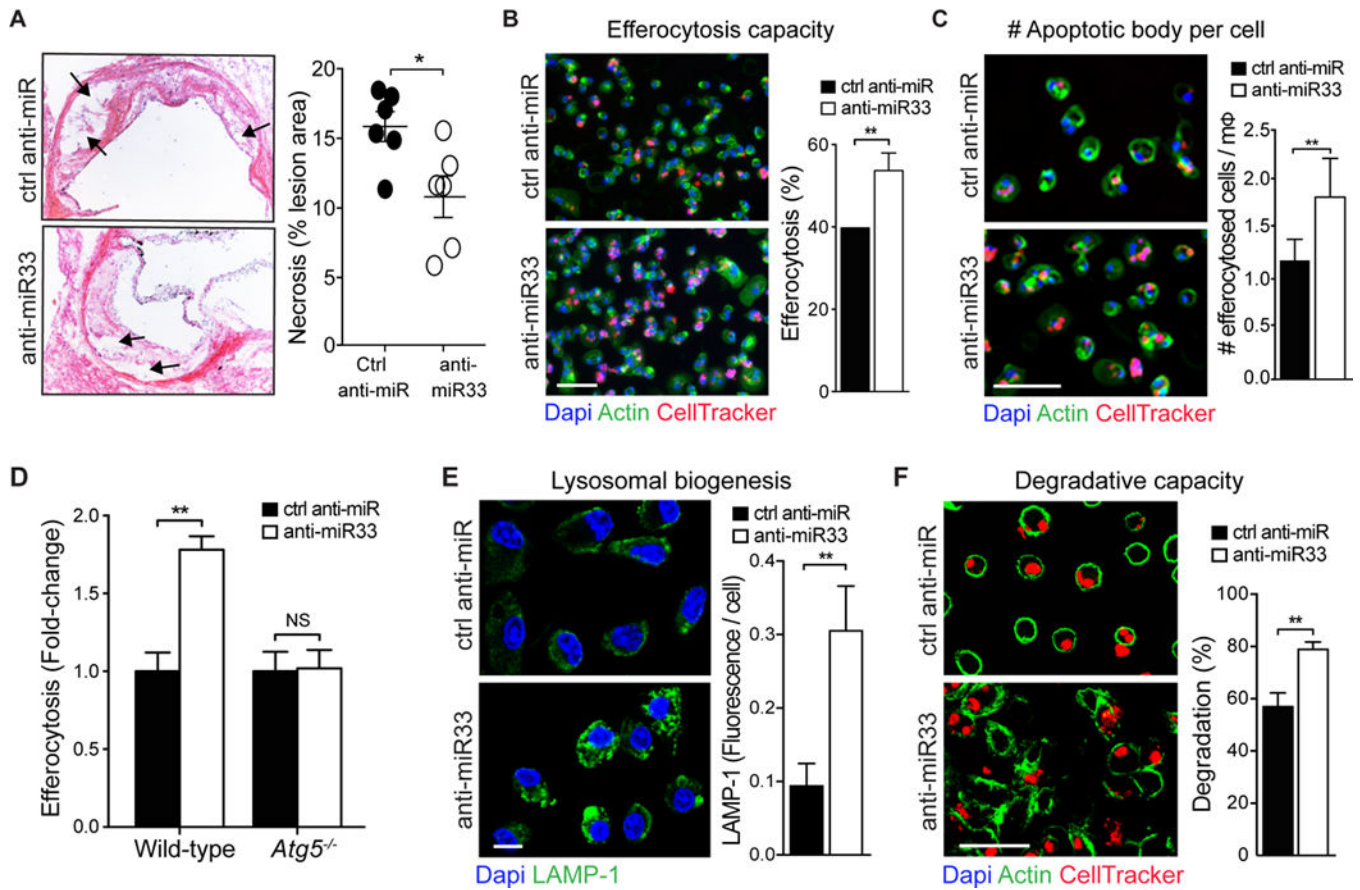 A
ctrl anti-miR
anti-miR33
Necrosis (% lesion area)
20
15
10
5
0
*
Ctrl
anti-miR
anti-
miR33
B
Efferocytosis capacity
ctrl anti-miR
anti-miR33
Dapi Actin CellTracker
ctrl anti-miR
anti-miR33
**
Efferocytosis (%)
60
40
20
0
C
# Apoptotic body per cell
ctrl anti-miR
anti-miR33
Dapi Actin CellTracker
ctrl anti-miR
anti-miR33
**
# efferocytosed cells / mΦ
2.5
2.0
1.5
1.0
1.5
0.0
D
ctrl anti-miR
anti-miR33
Efferocytosis (Fold-change)
2.0
1.5
1.0
0.5
0.0
**
NS
Wild-type
Atg5-/-
E
Lysosomal biogenesis
ctrl anti-miR
anti-miR33
Dapi LAMP-1
ctrl anti-miR
anti-miR33
**
LAMP-1 (Fluorescence / cell)
0.4
0.3
0.2
0.1
0.0
F
Degradative capacity
ctrl anti-miR
anti-miR33
Dapi Actin CellTracker
ctrl anti-miR
anti-miR33
**
Degradation (%)
100
80
60
40
20
0